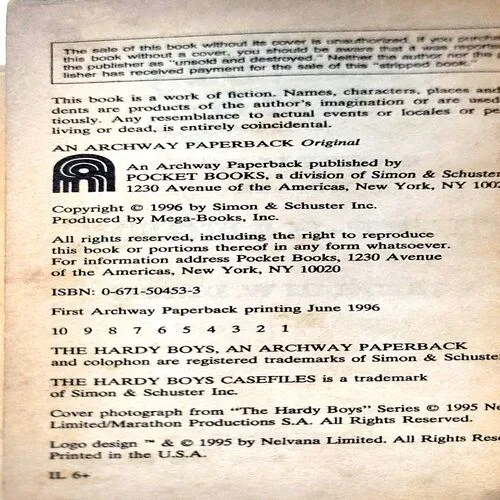 The sale of this book without its cover is unauthorized. If you purchas
this book without a cover, you should be aware that it was reporte
the publisher as "unsold and destroyed." Neither the author nor the p
lisher has received payment for the sale of this "stripped book."
This book is a work of fiction. Names, characters, places and
dents are products of the author's imagination or are used
tiously. Any resemblance to actual events or locales or pe
living or dead, is entirely coincidental.
AN ARCHWAY PAPERBACK Original
An Archway Paperback published by
POCKET BOOKS, a division of Simon & Schuster
1230 Avenue of the Americas, New York, NY 100
Copyright © 1996 by Simon & Schuster Inc.
Produced by Mega-Books, Inc.
All rights reserved, including the right to reproduce
this book or portions thereof in any form whatsoever.
For information address Pocket Books, 1230 Avenue
of the Americas, New York, NY 10020
ISBN: 0-671-50453-3
First Archway Paperback printing June 1996
10 9 8 7 6 5 4 3 2 1
THE HARDY BOYS, AN ARCHWAY PAPERBACK
and colophon are registered trademarks of Simon & Schuste
THE HARDY BOYS CASEFILES is a trademark
of Simon & Schuster Inc.
Cover photograph from "The Hardy Boys" Series © 1995 Ne
Limited/Marathon Productions S.A. All Rights Reserved.
Logo design ™ & © 1995 by Nelvana Limited. All Rights Rese
Printed in the U.S.A.
IL 6+